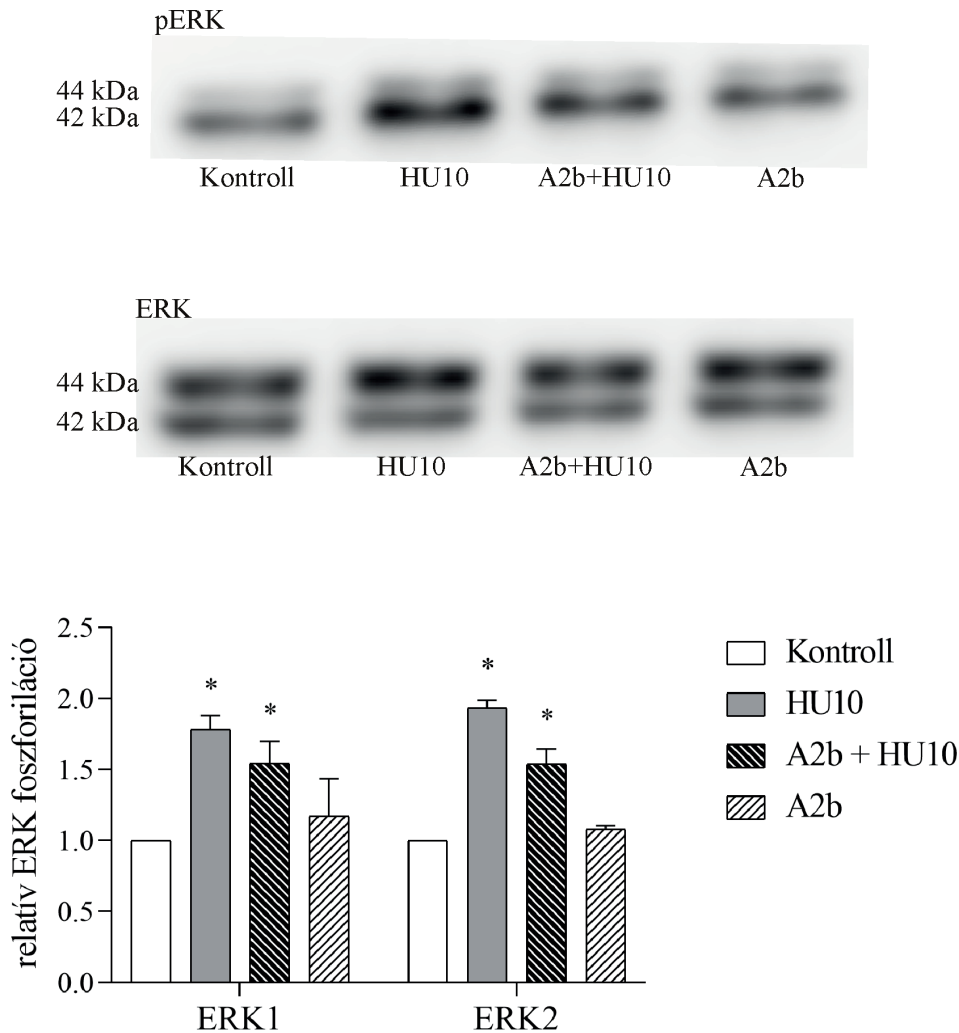 pERK
44 kDa
42 kDa
Kontroll HU10 A2b+HU10 A2b
ERK
44 kDa
42 kDa
Kontroll HU10 A2b+HU10 A2b
relatív ERK foszforiláció
2.5
2.0
1.5
1.0
0.5
0.0
* * * *
ERK1 ERK2
Kontroll
HU10
A2b + HU10
A2b